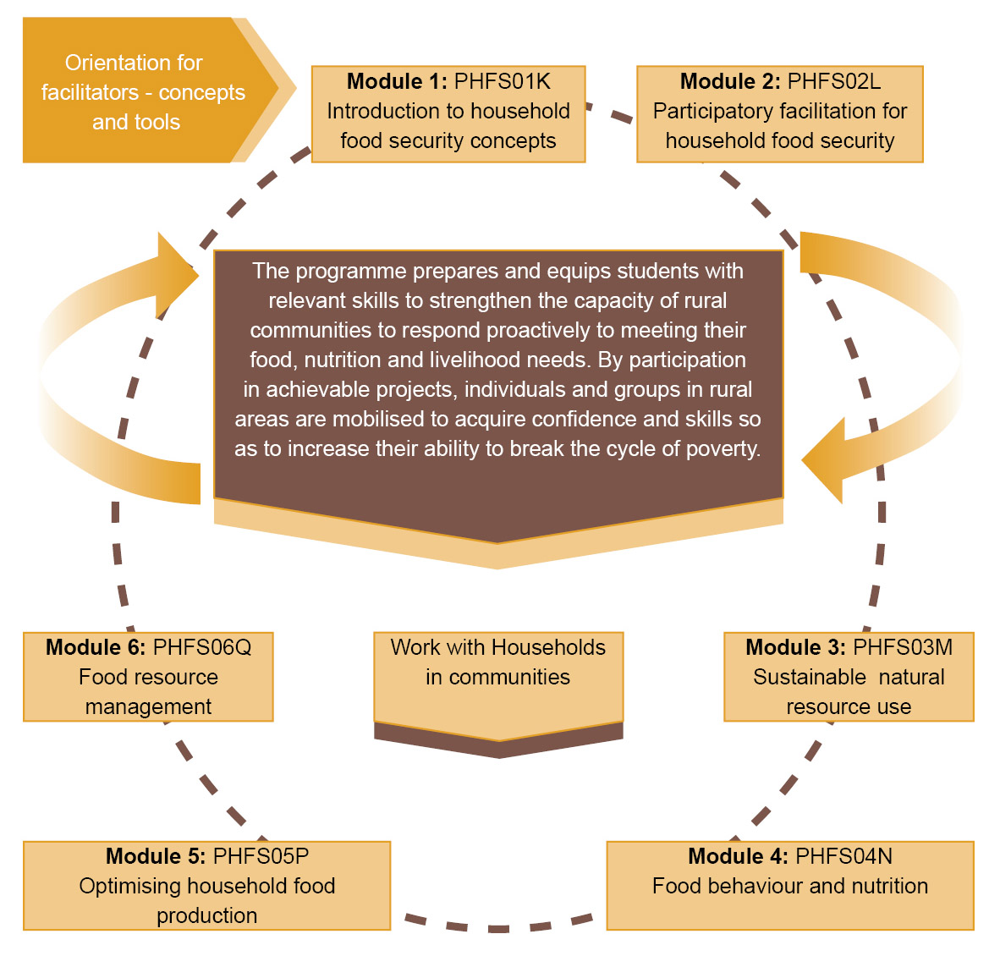 Orientation for
facilitators - concepts
and tools
Module 1: PHFS01K
Introduction to household
food security concepts
Module 2: PHFS02L
Participatory facilitation for
household food security
The programme prepares and equips students with
relevant skills to strengthen the capacity of rural
communities to respond proactively to meeting their
food, nutrition and livelihood needs. By participation
in achievable projects, individuals and groups in rural
areas are mobilised to acquire confidence and skills so
as to increase their ability to break the cycle of poverty.
Module 6: PHFS06Q
Food resource
management
Work with Households
in communities
Module 3: PHFS03M
Sustainable  natural
resource use
Module 5: PHFS05P
Optimising household food
production
Module 4: PHFS04N
Food behaviour and nutrition